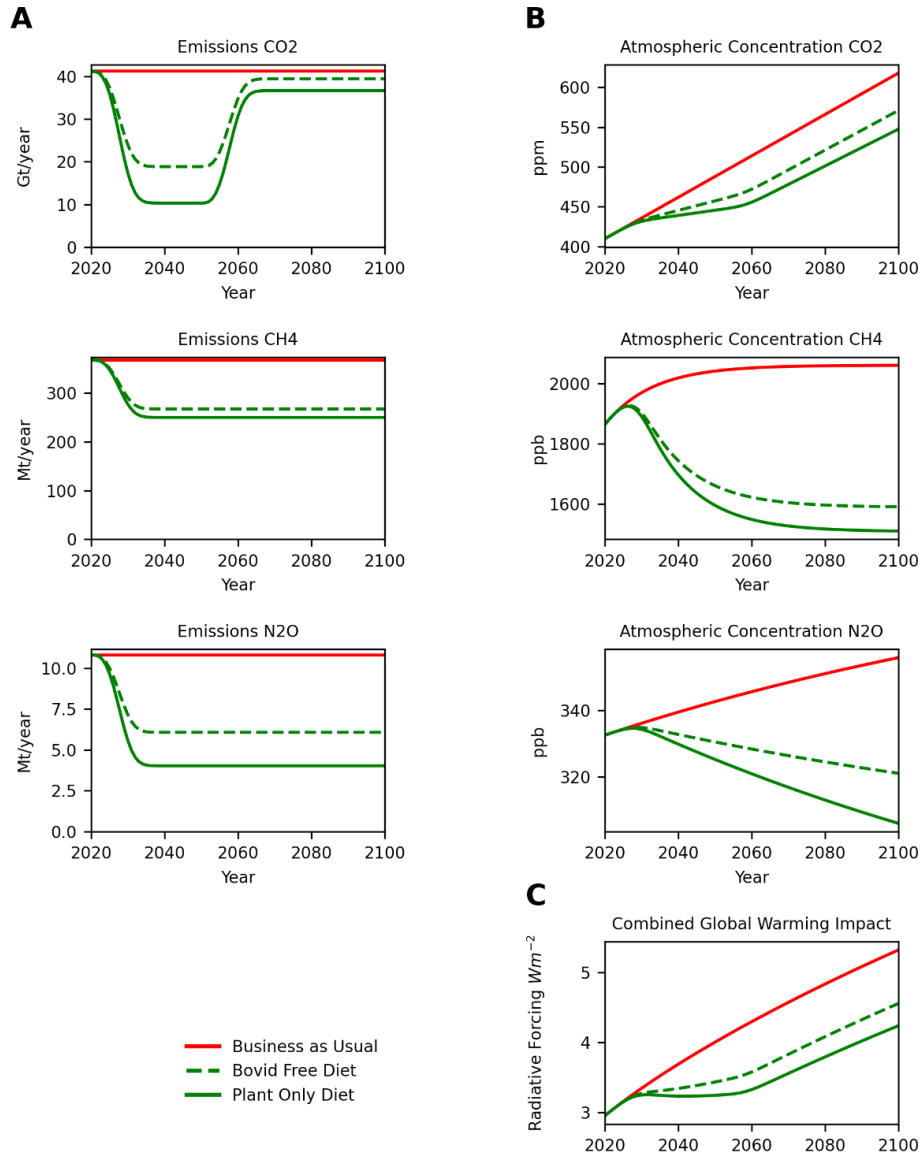 A
Emissions CO2
Gt/year
40
30
20
10
0
2020 2040 2060 2080 2100
Year
Emissions CH4
Mt/year
300
200
100
0
2020 2040 2060 2080 2100
Year
Emissions N2O
Mt/year
10.0
7.5
5.0
2.5
0.0
2020 2040 2060 2080 2100
Year
B
Atmospheric Concentration CO2
ppm
600
550
500
450
400
2020 2040 2060 2080 2100
Year
Atmospheric Concentration CH4
ppb
2000
1800
1600
2020 2040 2060 2080 2100
Year
Atmospheric Concentration N2O
ppb
340
320
2020 2040 2060 2080 2100
Year
C
Combined Global Warming Impact
Radiative Forcing Wm⁻²
5
4
3
2020 2040 2060 2080 2100
Year
Business as Usual
Bovid Free Diet
Plant Only Diet